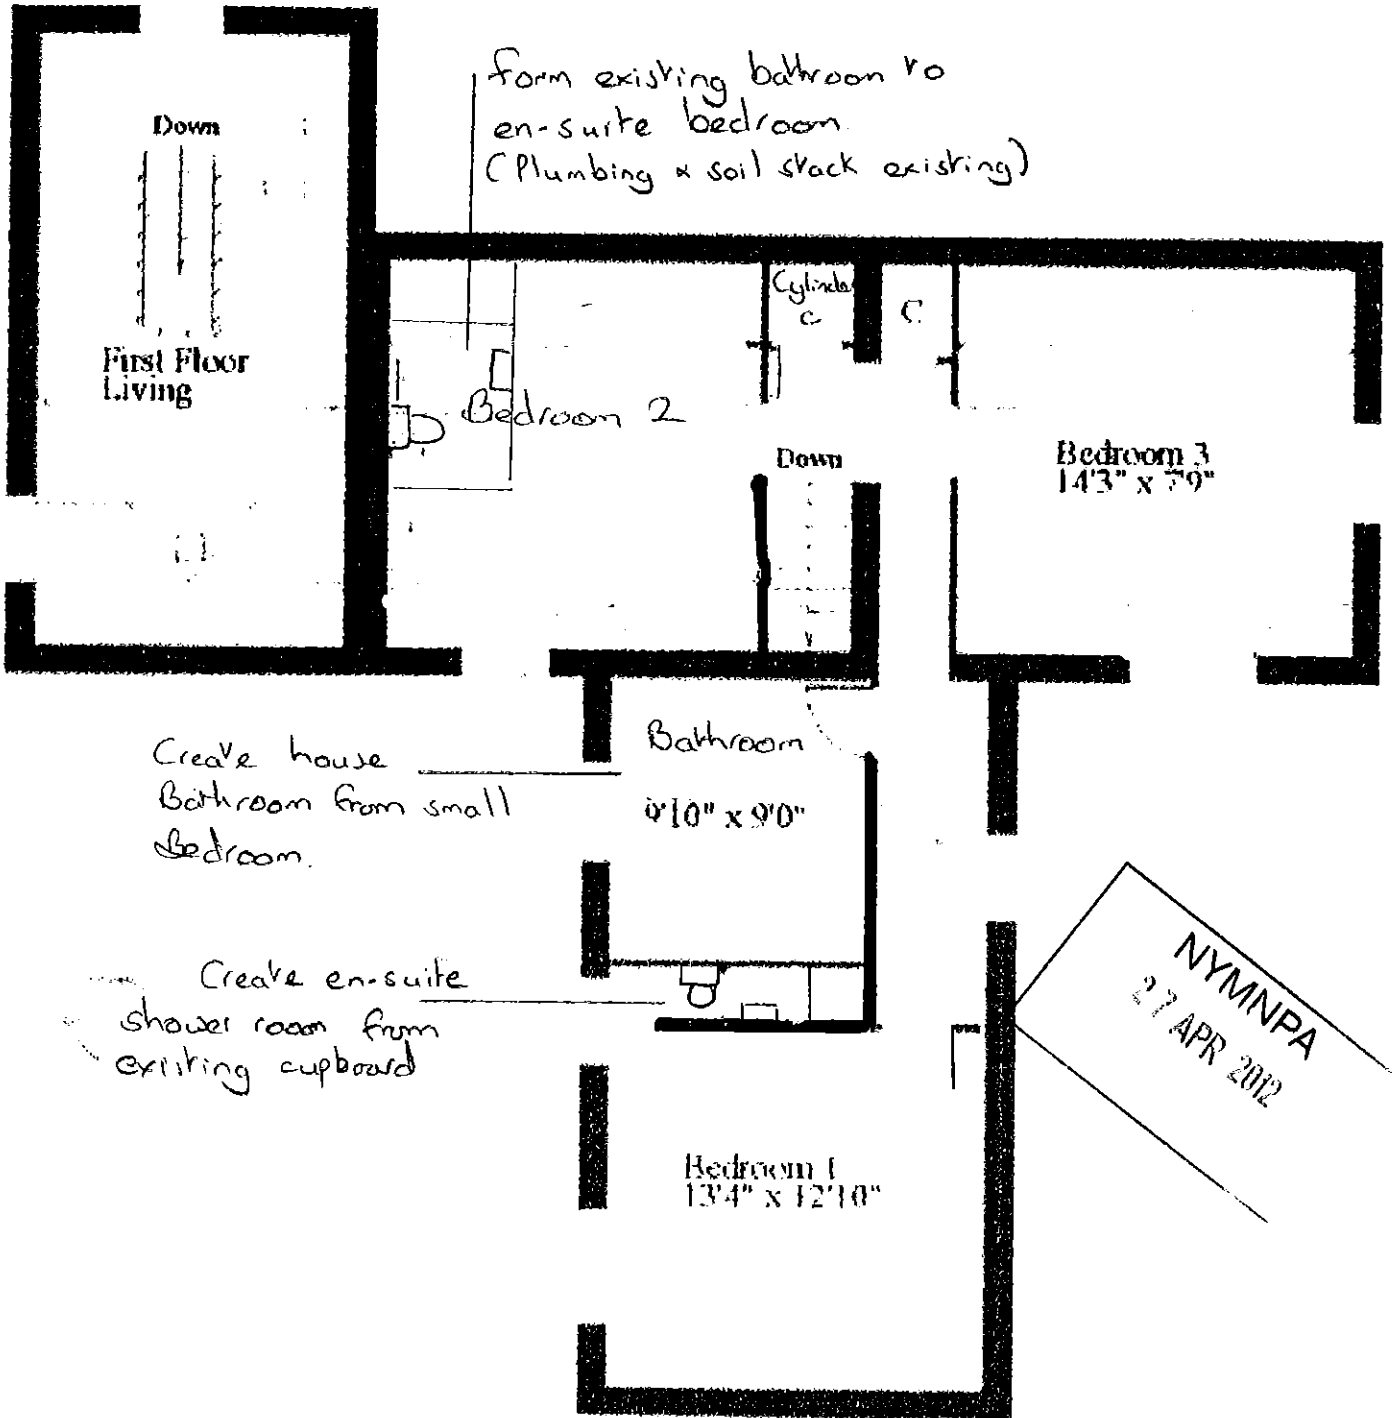 form existing bathroom to
en-suite bedroom
(Plumbing & soil stack existing)
Down
First Floor
Living
Cylinder
C
C
Bedroom 2
Down
Bedroom 3
14'3" x 7'9"
Create house
Bathroom from small
Bedroom.
Bathroom
9'10" x 9'0"
Create en-suite
shower room from
existing cupboard
NYMNPA
27 APR 2012
Bedroom 1
13'4" x 12'10"